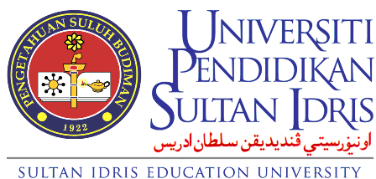 PENGETAHUAN SULUH BUDIMAN
1922
UNIVERSITI
PENDIDIKAN
SULTAN IDRIS
اونيۏرسيتي ڤنديديقن سلطان ادريس
SULTAN IDRIS EDUCATION UNIVERSITY